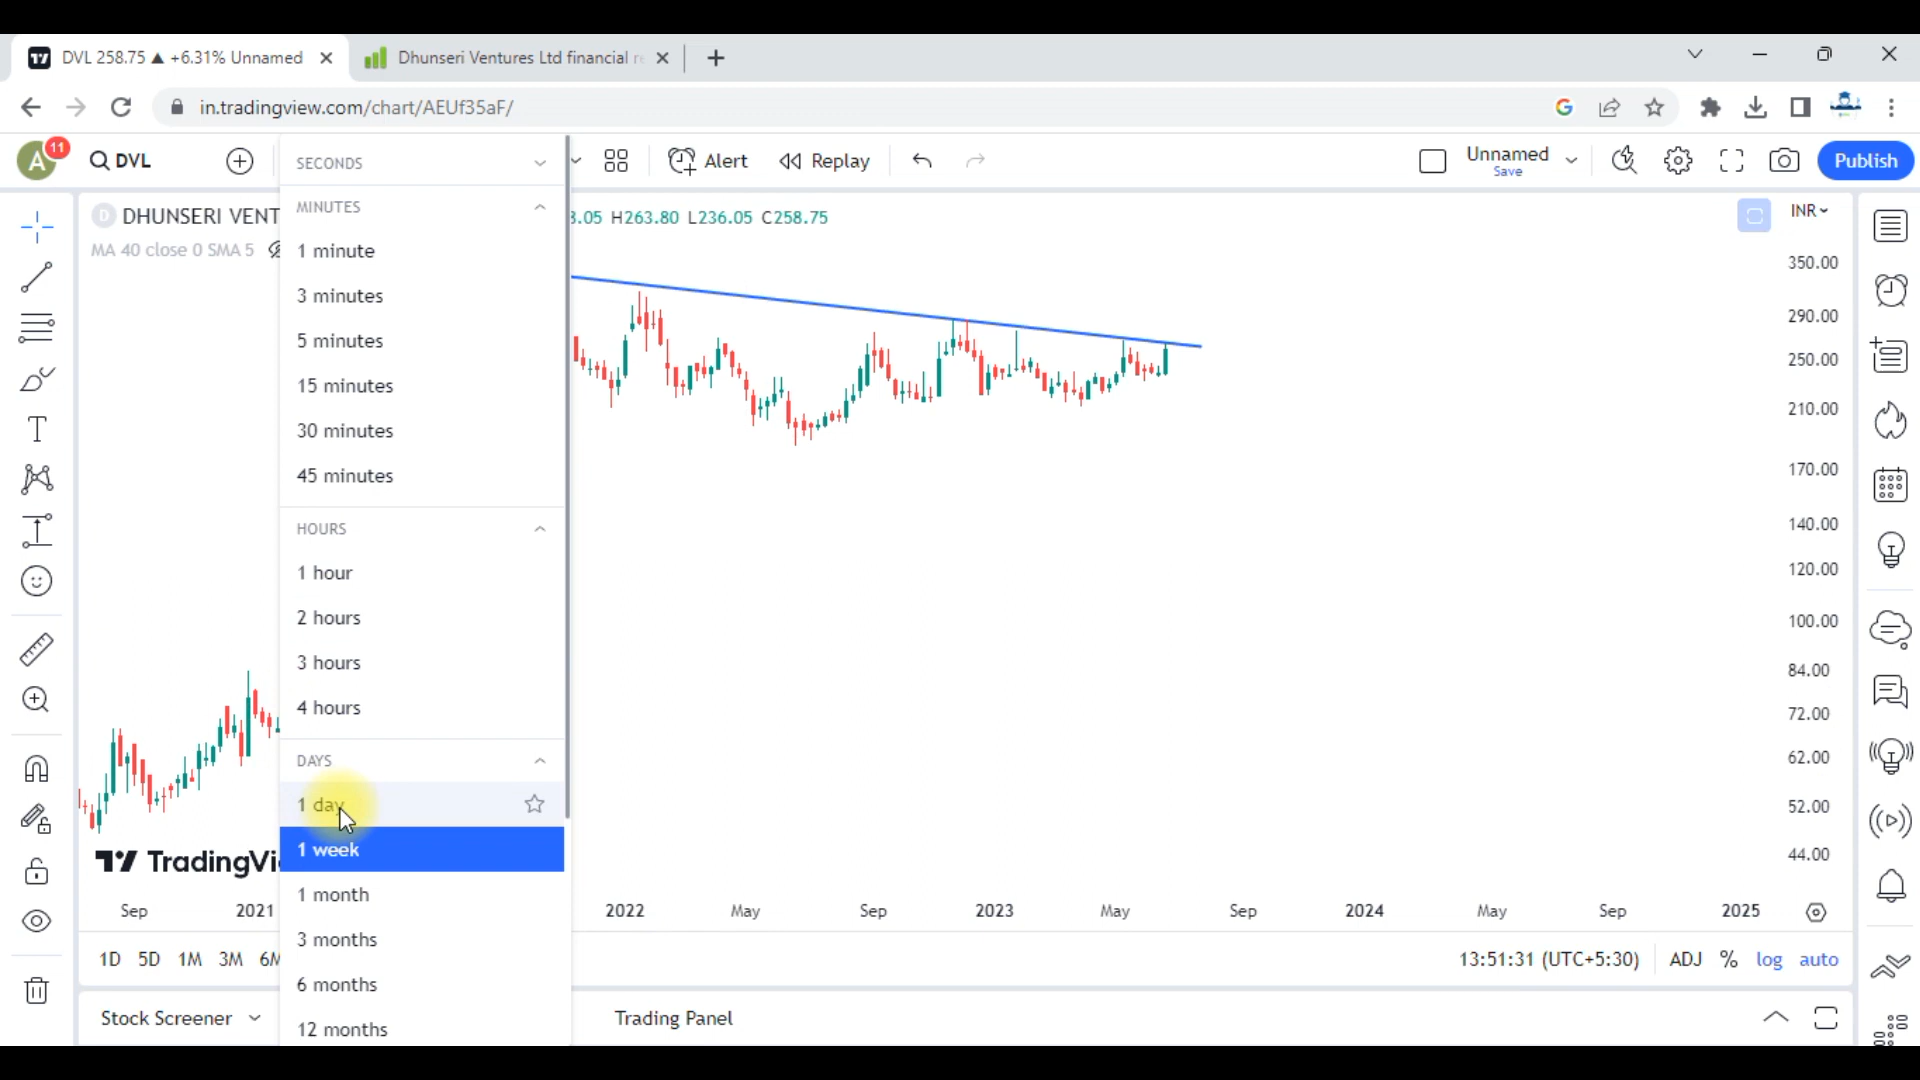 DVL 258.75 ▲ +6.31% Unnamed
Dhunseri Ventures Ltd financial
in.tradingview.com/chart/AEUf35aF/
A 11
DVL
Alert
Replay
Unnamed
Save
Publish
DHUNSERI VENT
3.05 H263.80 L236.05 C258.75
INR
MA 40 close 0 SMA 5
SECONDS
MINUTES
1 minute
3 minutes
5 minutes
15 minutes
30 minutes
45 minutes
HOURS
1 hour
2 hours
3 hours
4 hours
DAYS
1 day
1 week
1 month
3 months
6 months
12 months
350.00
290.00
250.00
210.00
170.00
140.00
120.00
100.00
84.00
72.00
62.00
52.00
44.00
TradingVi
Sep 2021 2022 May Sep 2023 May Sep 2024 May Sep 2025
1D 5D 1M 3M 6M
13:51:31 (UTC+5:30) ADJ % log auto
Stock Screener
Trading Panel